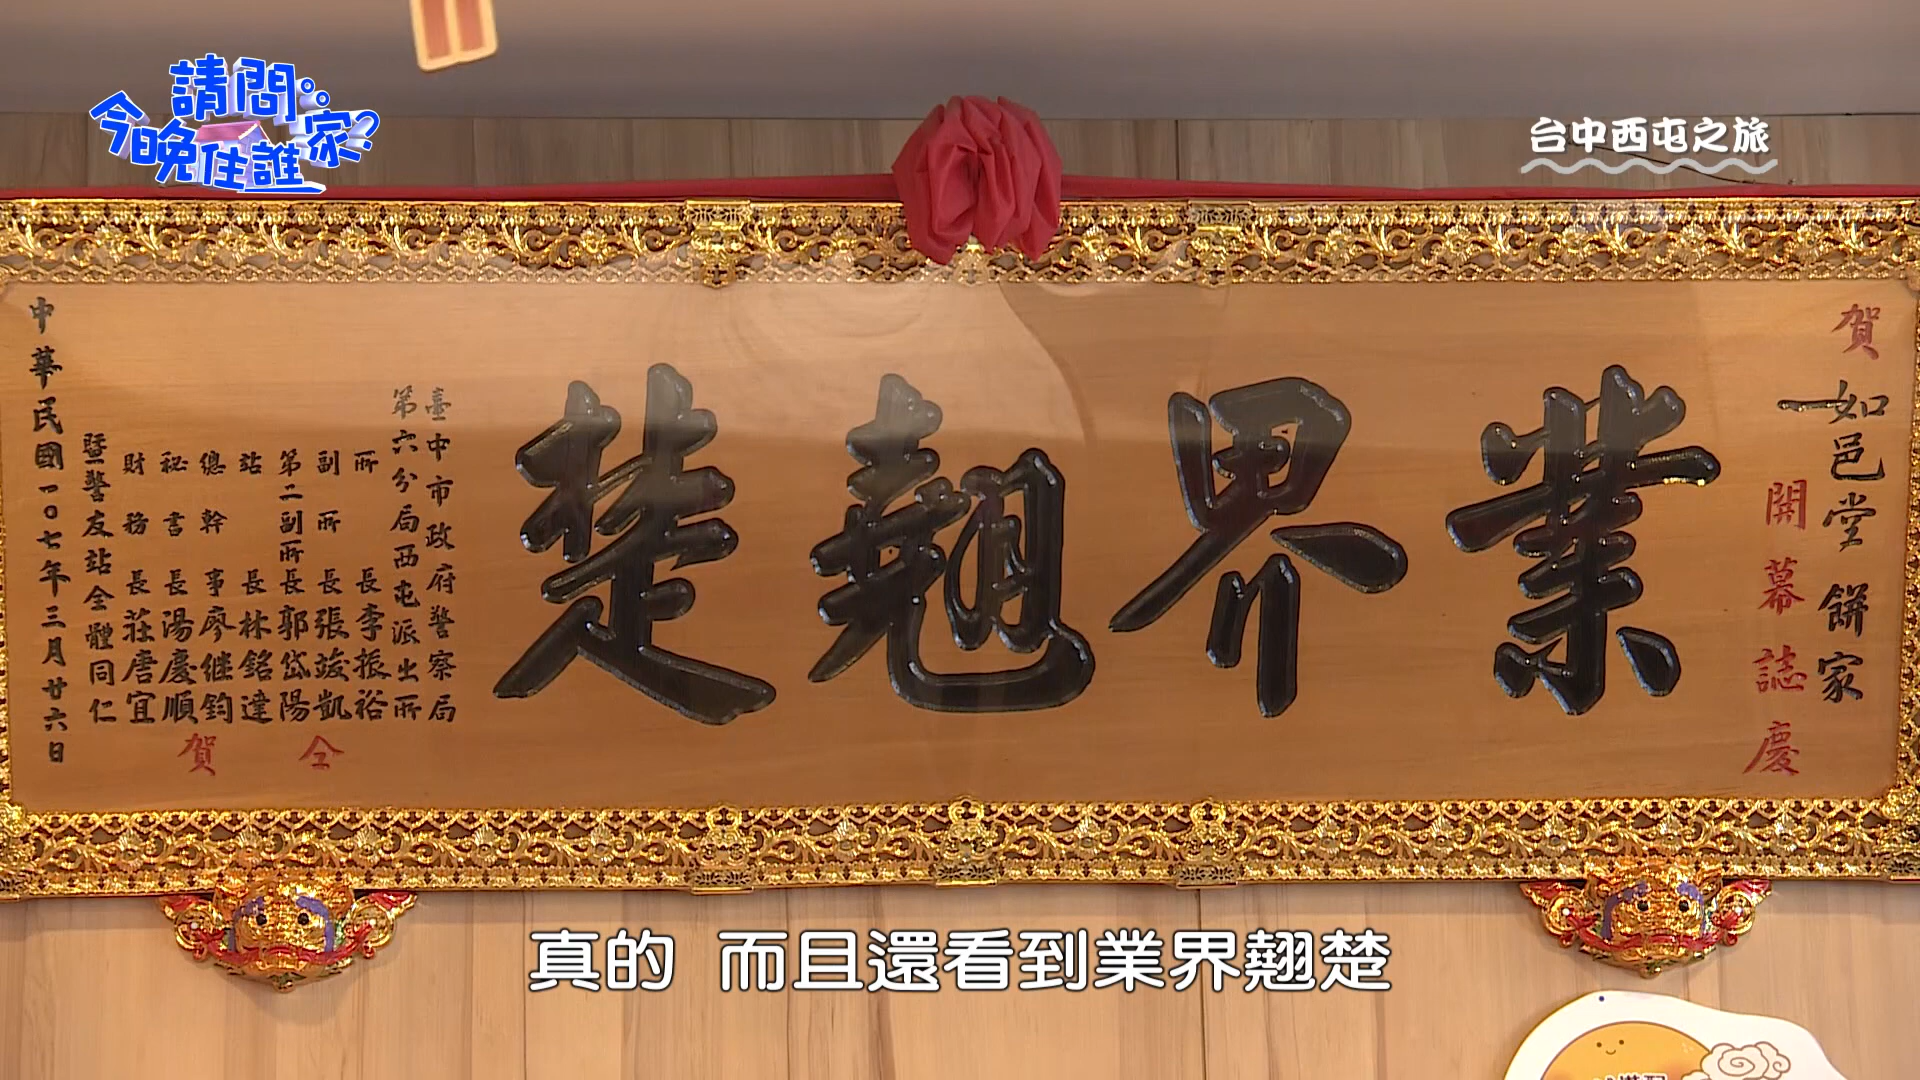 請問
今晚住誰家?
台中西屯之旅
賀 如邑堂餅家
開幕誌慶
業界翹楚
臺中市政府警察局
第六分局西屯派出所
所長李振裕
副所長張竣凱
第二副所長郭岱陽
站長林銘達
總幹事廖繼鈞
秘書長陽慶順
財務長莊唐宜
暨警友站全體同仁
仝賀
中華民國一0七年三月廿六日
真的 而且還看到業界翹楚